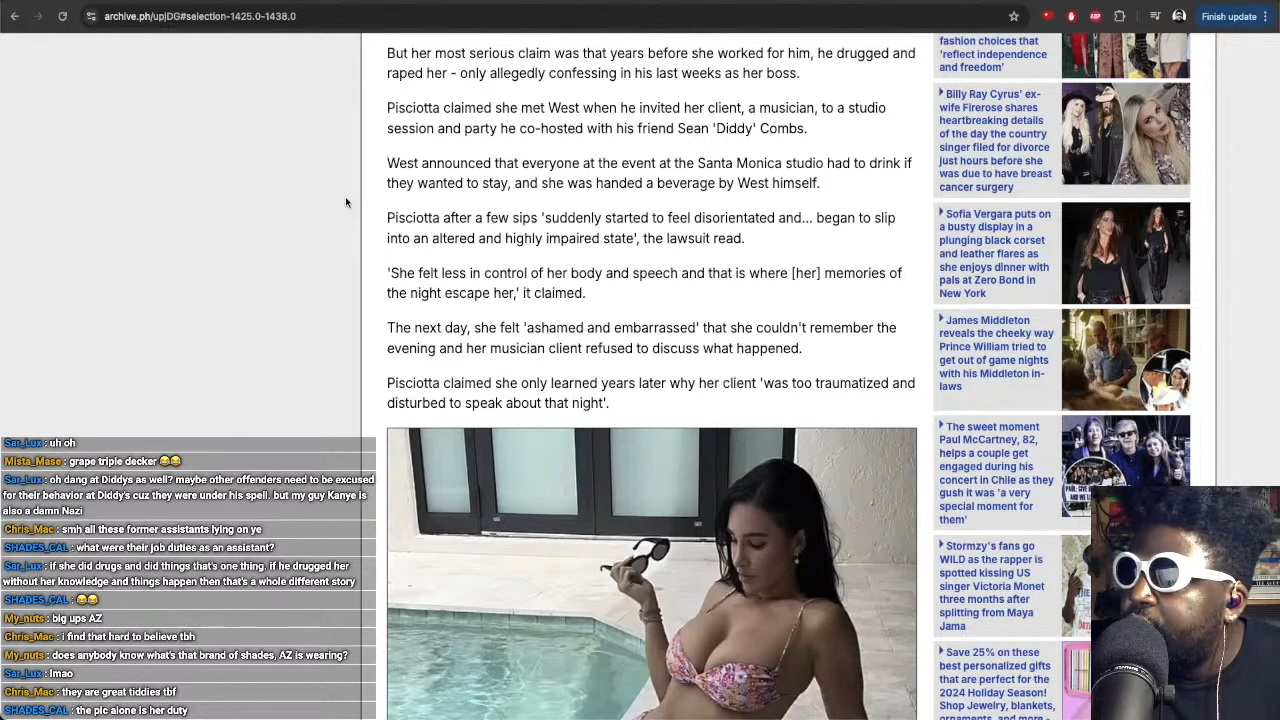 archive.ph/upJDG#selection-1425.0-1438.0
Finish update
But her most serious claim was that years before she worked for him, he drugged and
raped her - only allegedly confessing in his last weeks as her boss.
Pisciotta claimed she met West when he invited her client, a musician, to a studio
session and party he co-hosted with his friend Sean 'Diddy' Combs.
West announced that everyone at the event at the Santa Monica studio had to drink if
they wanted to stay, and she was handed a beverage by West himself.
Pisciotta after a few sips 'suddenly started to feel disorientated and... began to slip
into an altered and highly impaired state', the lawsuit read.
'She felt less in control of her body and speech and that is where [her] memories of
the night escape her,' it claimed.
The next day, she felt 'ashamed and embarrassed' that she couldn't remember the
evening and her musician client refused to discuss what happened.
Pisciotta claimed she only learned years later why her client 'was too traumatized and
disturbed to speak about that night'.
fashion choices that
'reflect independence
and freedom'
Billy Ray Cyrus' ex-
wife Firerose shares
heartbreaking details
of the day the country
singer filed for divorce
just hours before she
was due to have breast
cancer surgery
Sofia Vergara puts on
a busty display in a
plunging black corset
and leather flares as
she enjoys dinner with
pals at Zero Bond in
New York
James Middleton
reveals the cheeky way
Prince William tried to
get out of game nights
with his Middleton in-
laws
The sweet moment
Paul McCartney, 82,
helps a couple get
engaged during his
concert in Chile as they
gush it was 'a very
special moment for
them'
Stormzy's fans go
WILD as the rapper is
spotted kissing US
singer Victoria Monet
three months after
splitting from Maya
Jama
Save 25% on these
best personalized gifts
that are perfect for the
2024 Holiday Season!
Shop Jewelry, blankets,
ornaments, and more -
Sar_Lux : uh oh
Mista_Mase : grape triple decker 😂😂
Sar_Lux : oh dang at Diddys as well? maybe other offenders need to be excused
for their behavior at Diddy's cuz they were under his spell. but my guy Kanye is
also a damn Nazi
Chris_Mac : smh all these former assistants lying on ye
SHADES_CAL : what were their job duties as an assistant?
Sar_Lux : if she did drugs and did things that's one thing. if he drugged her
without her knowledge and things happen then that's a whole different story
SHADES_CAL : 😂😂
My_nuts : big ups AZ
Chris_Mac : i find that hard to believe tbh
My_nuts : does anybody know what's that brand of shades, AZ is wearing?
Sar_Lux : lmao
Chris_Mac : they are great tiddies tbf
SHADES_CAL : the pic alone is her duty